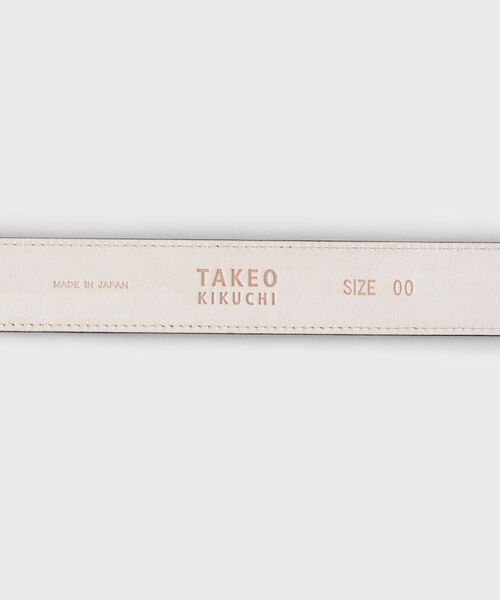 MADE IN JAPAN
TAKEO
KIKUCHI
SIZE 00